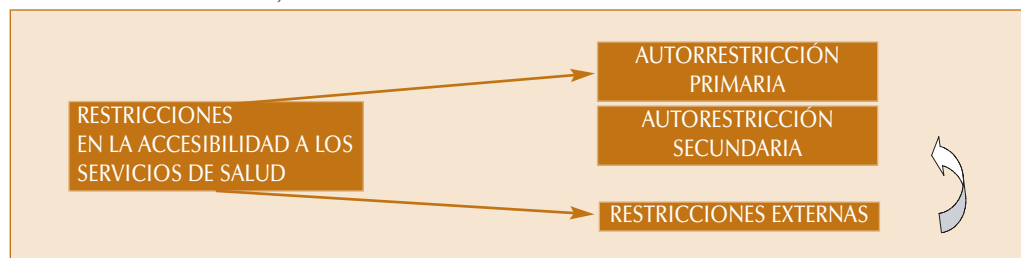 RESTRICCIONES
EN LA ACCESIBILIDAD A LOS
SERVICIOS DE SALUD
AUTORRESTRICCIÓN
PRIMARIA
AUTORESTRICCIÓN
SECUNDARIA
RESTRICCIONES EXTERNAS